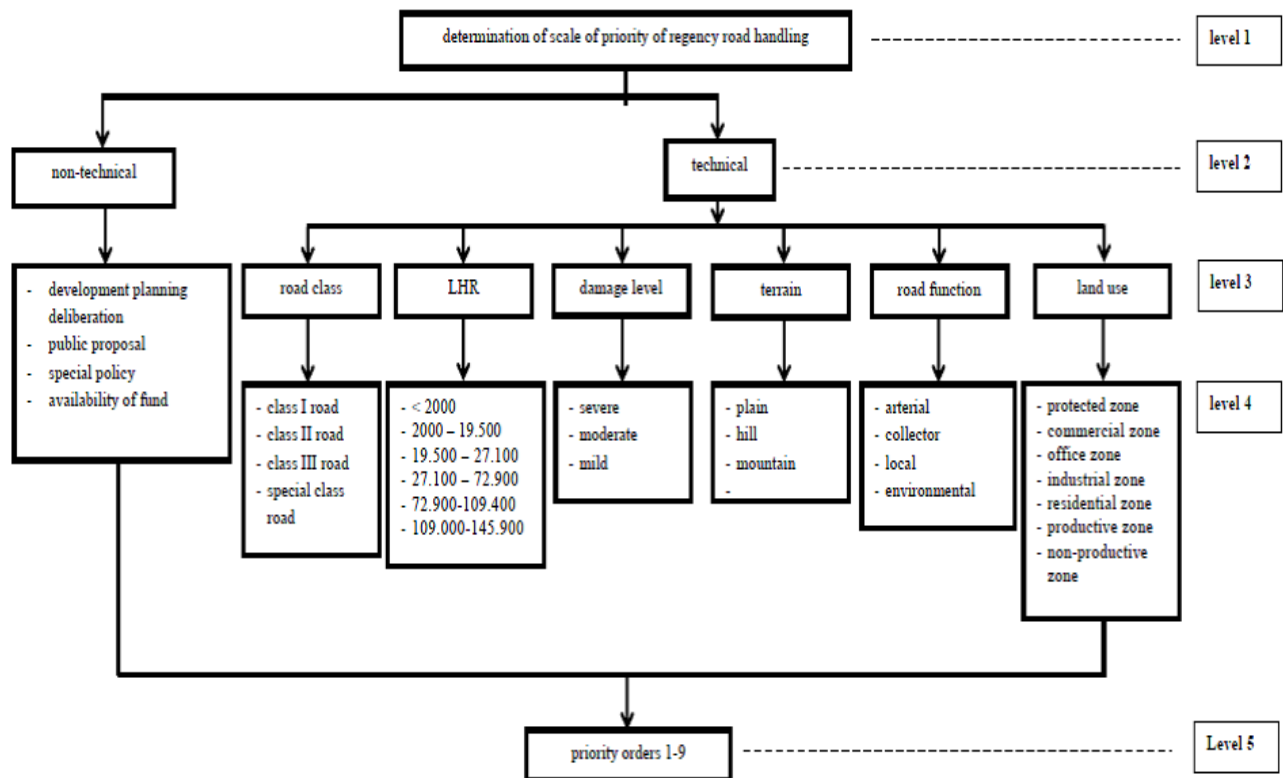 determination of scale of priority of regency road handling
level 1
non-technical
technical
level 2
- development planning
deliberation
- public proposal
- special policy
- availability of fund
road class
LHR
damage level
terrain
road function
land use
level 3
- class I road
- class II road
- class III road
- special class
road
- < 2000
- 2000 – 19.500
- 19.500 – 27.100
- 27.100 – 72.900
- 72.900-109.400
- 109.000-145.900
- severe
- moderate
- mild
- plain
- hill
- mountain
-
- arterial
- collector
- local
- environmental
- protected zone
- commercial zone
- office zone
- industrial zone
- residential zone
- productive zone
- non-productive
zone
level 4
priority orders 1-9
Level 5